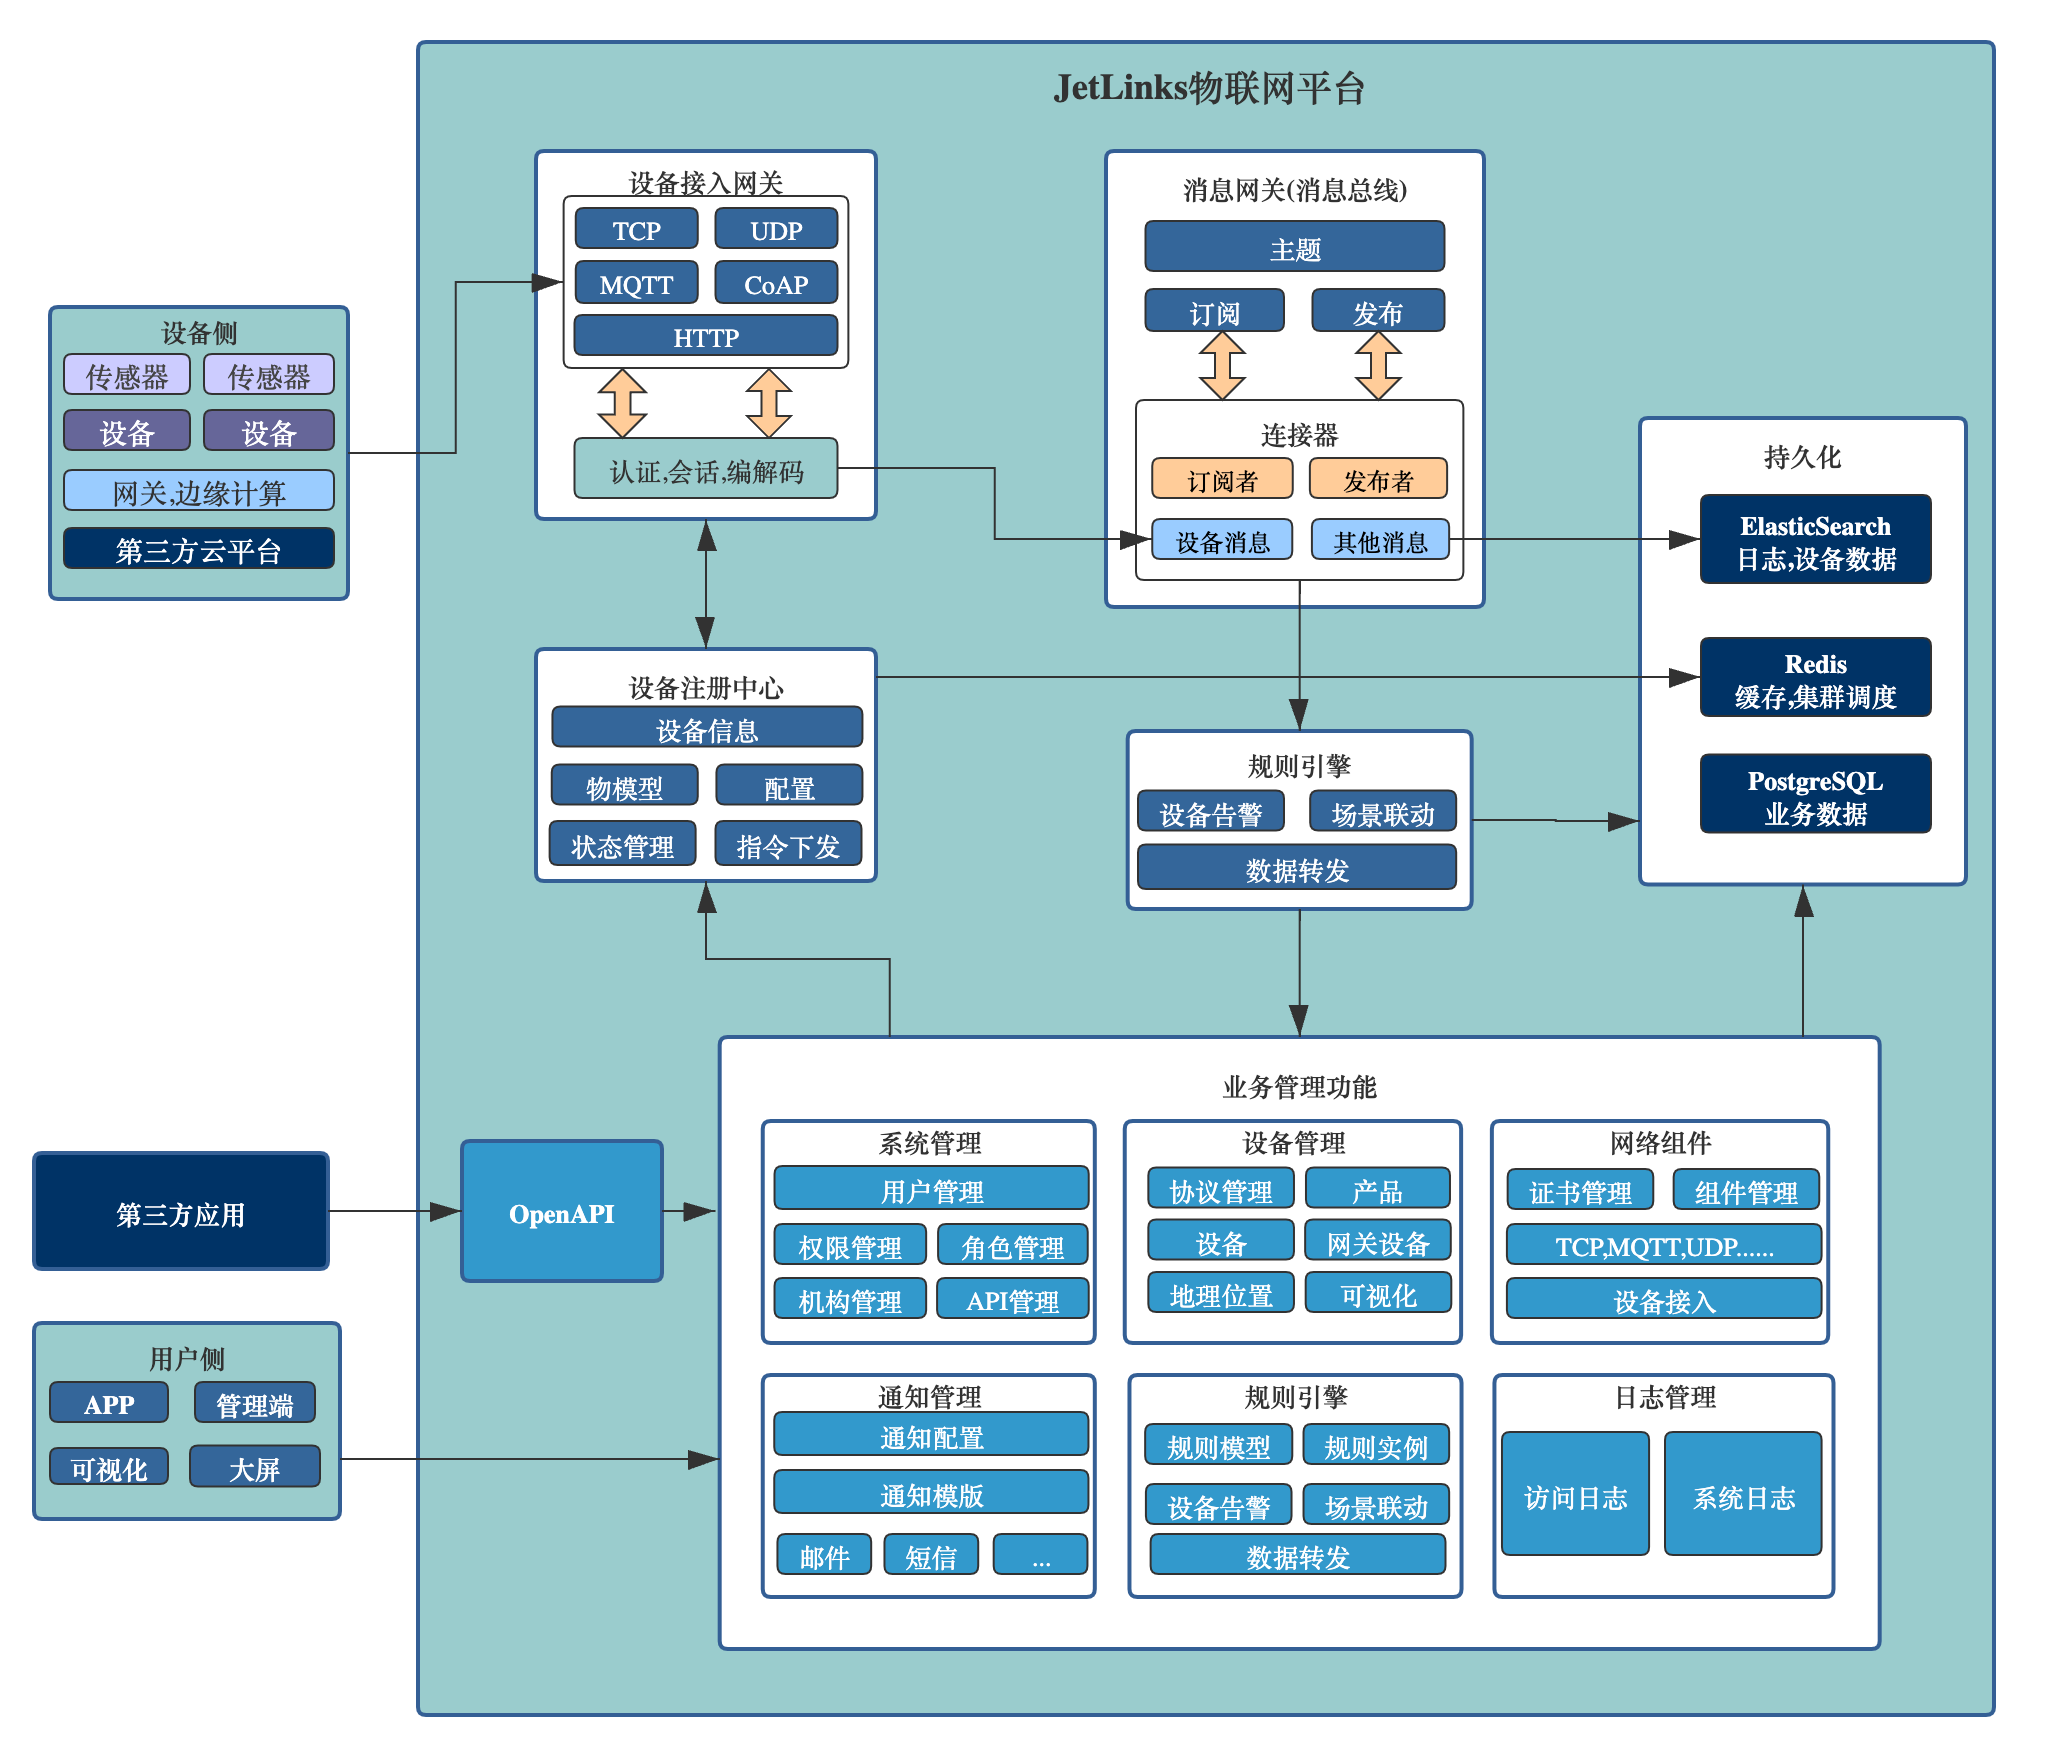 JetLinks物联网平台
设备侧
传感器
传感器
设备
设备
网关,边缘计算
第三方云平台
设备接入网关
TCP
UDP
MQTT
CoAP
HTTP
认证,会话,编解码
消息网关(消息总线)
主题
订阅
发布
连接器
订阅者
发布者
设备消息
其他消息
持久化
ElasticSearch
日志,设备数据
Redis
缓存,集群调度
PostgreSQL
业务数据
设备注册中心
设备信息
物模型
配置
状态管理
指令下发
规则引擎
设备告警
场景联动
数据转发
第三方应用
OpenAPI
用户侧
APP
管理端
可视化
大屏
业务管理功能
系统管理
用户管理
权限管理
角色管理
机构管理
API管理
设备管理
协议管理
产品
设备
网关设备
地理位置
可视化
网络组件
证书管理
组件管理
TCP,MQTT,UDP......
设备接入
通知管理
通知配置
通知模版
邮件
短信
...
规则引擎
规则模型
规则实例
设备告警
场景联动
数据转发
日志管理
访问日志
系统日志